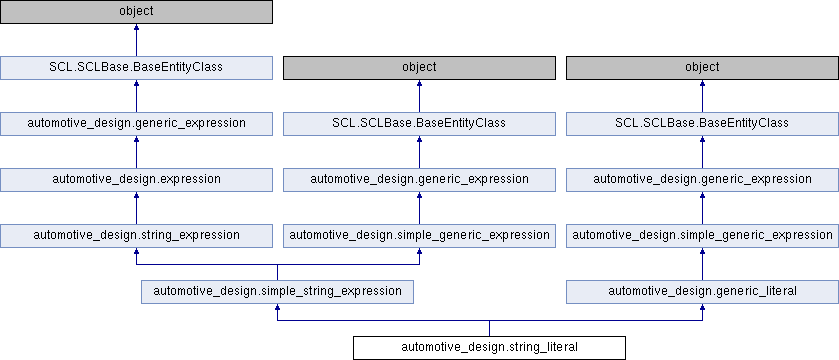 object
SCL.SCLBase.BaseEntityClass
object
object
automotive_design.generic_expression
SCL.SCLBase.BaseEntityClass
SCL.SCLBase.BaseEntityClass
automotive_design.expression
automotive_design.generic_expression
automotive_design.generic_expression
automotive_design.string_expression
automotive_design.simple_generic_expression
automotive_design.simple_generic_expression
automotive_design.simple_string_expression
automotive_design.generic_literal
automotive_design.string_literal